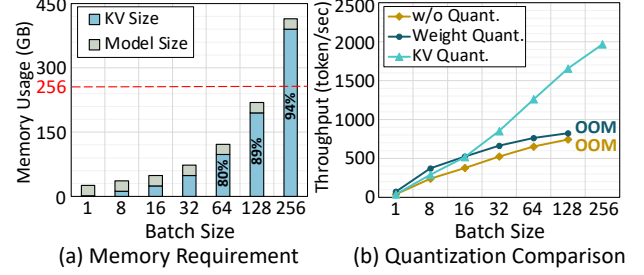 Memory Usage (GB)
450
300
256
150
0
KV Size
Model Size
80%
89%
94%
1 8 16 32 64 128 256
Batch Size
(a) Memory Requirement
Throughput (token/sec)
2500
2000
1500
1000
500
0
w/o Quant.
Weight Quant.
KV Quant.
OOM
OOM
1 8 16 32 64 128 256
Batch Size
(b) Quantization Comparison